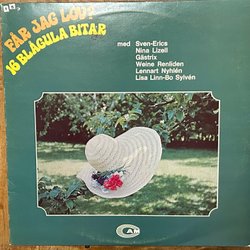 FÅR JAG LOV?
16 BLÅGULA BITAR
med Sven-Erics
Nina Lizell
Gästrix
Weine Renliden
Lennart Nyhlén
Lisa Linn-Bo Sylvén
AM